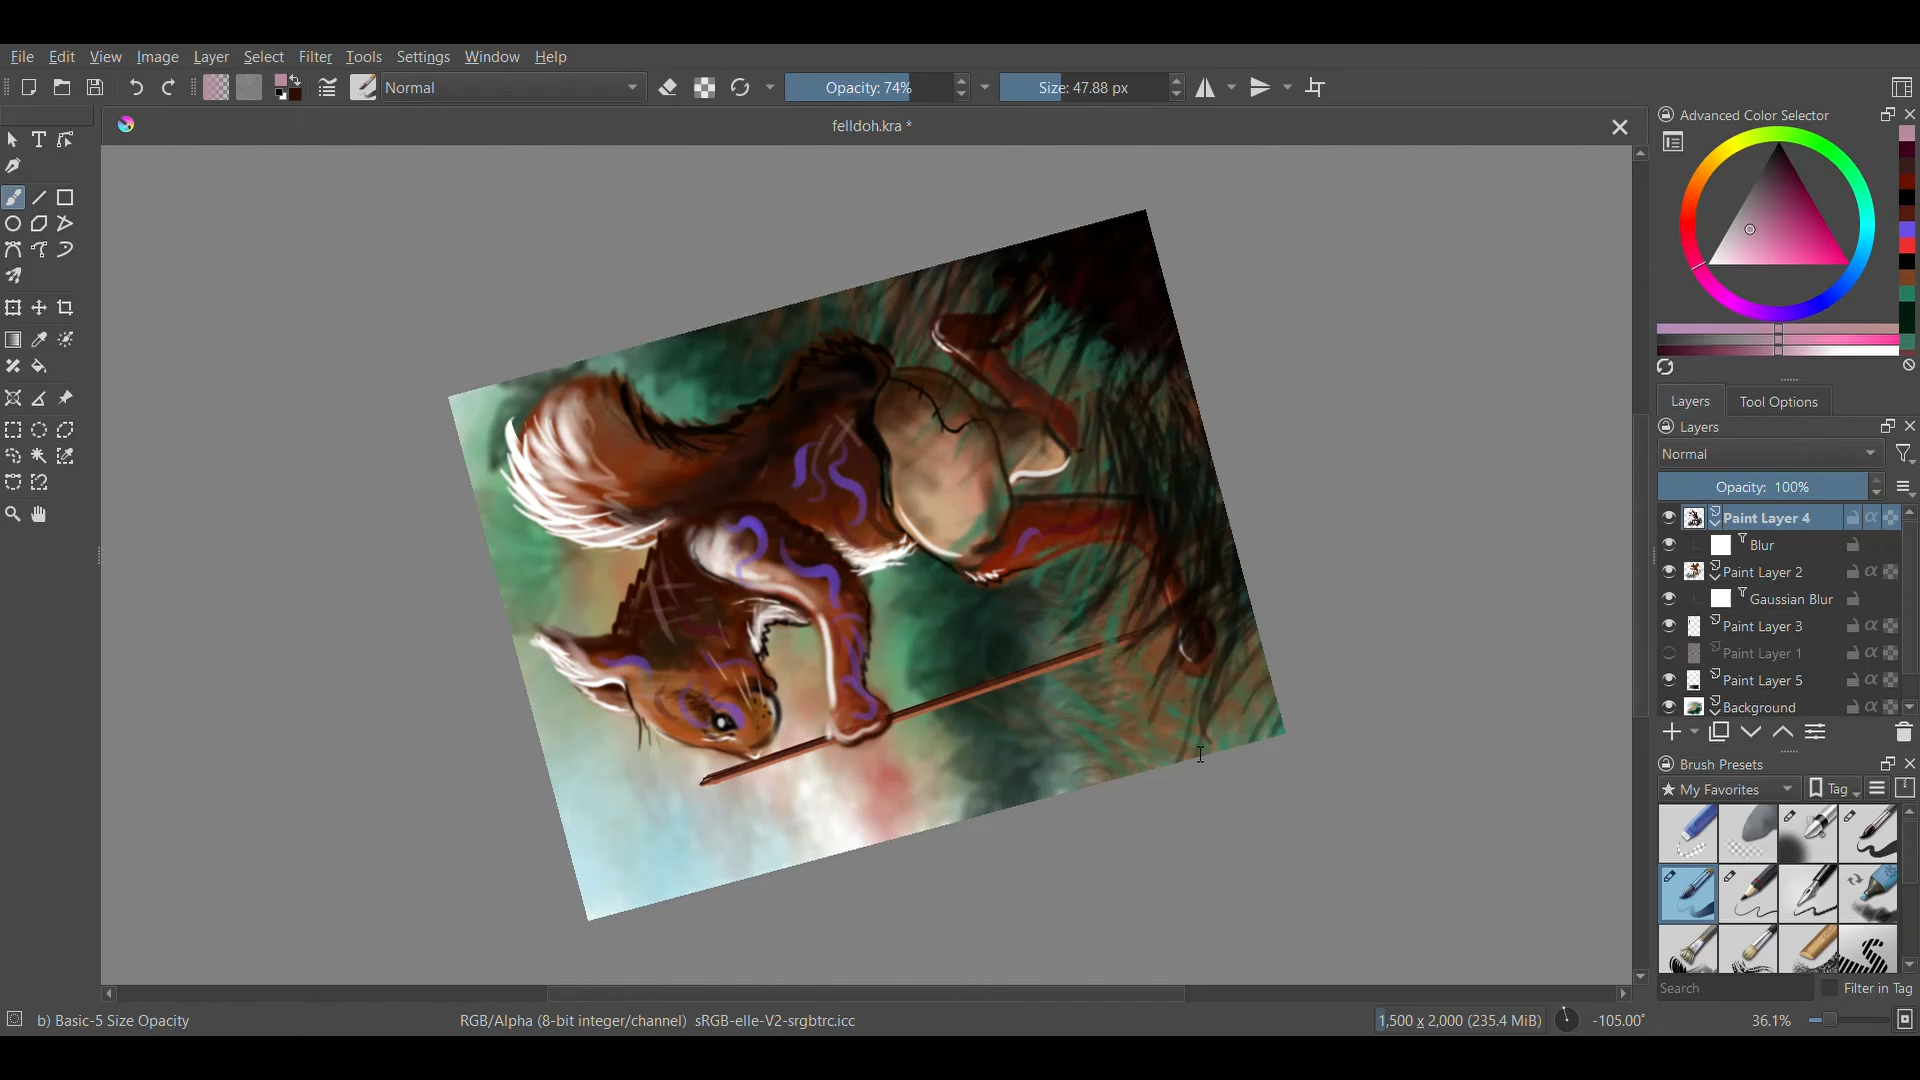 File Edit View Image Layer Select Filter Tools Settings Window Help
Normal Opacity: 74% Size: 47.88 px
felldoh.kra *
Advanced Color Selector
Layers Tool Options
Layers
Normal
Opacity: 100%
Paint Layer 4
Blur
Paint Layer 2
Gaussian Blur
Paint Layer 3
Paint Layer 1
Paint Layer 5
Background
Brush Presets
★ My Favorites Tag
Search Filter in Tag
b) Basic-5 Size Opacity RGB/Alpha (8-bit integer/channel) sRGB-elle-V2-srgbtrc.icc 1,500 x 2,000 (235.4 MiB) -105.00° 36.1%